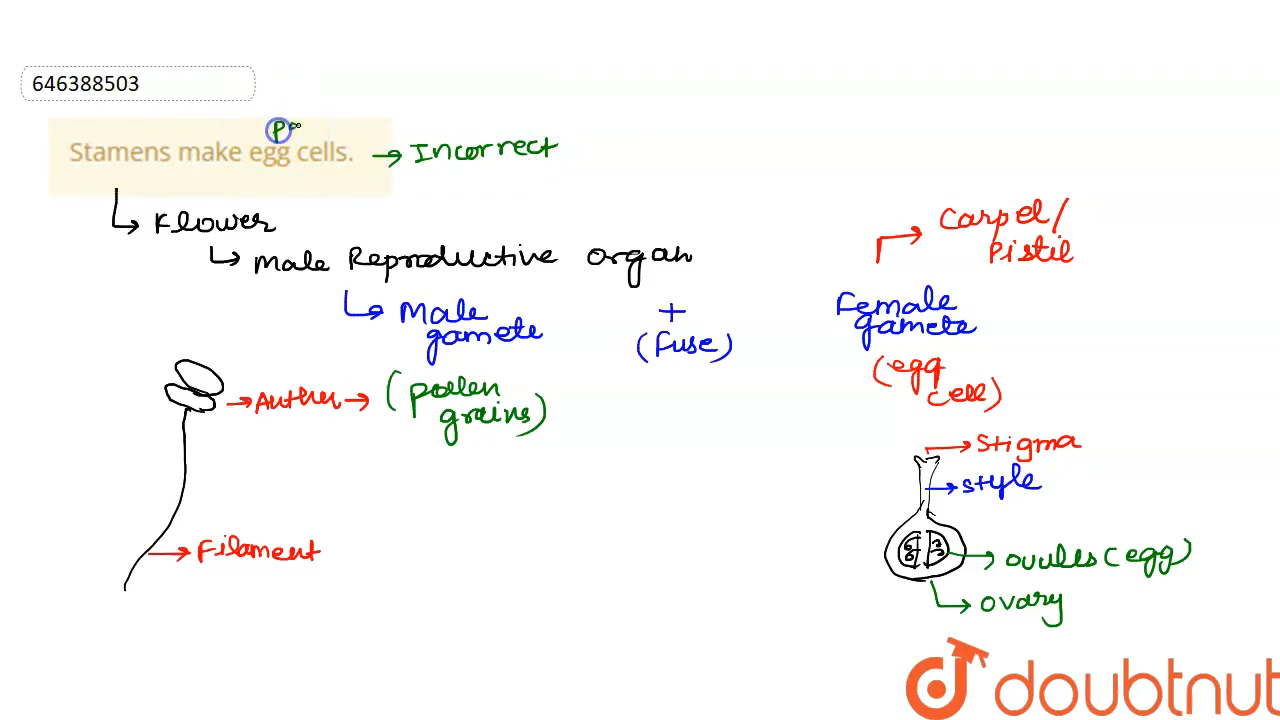 646388503
Po
Stamens make egg cells. → Incorrect
Flower
Male Reproductive Organ
Carpel/
Pistil
Male
gamete
+
(Fuse)
Female
gamete
(egg
cell)
Anther → (pollen
grains)
Filament
Stigma
style
ovules (egg)
ovary
doubtnut